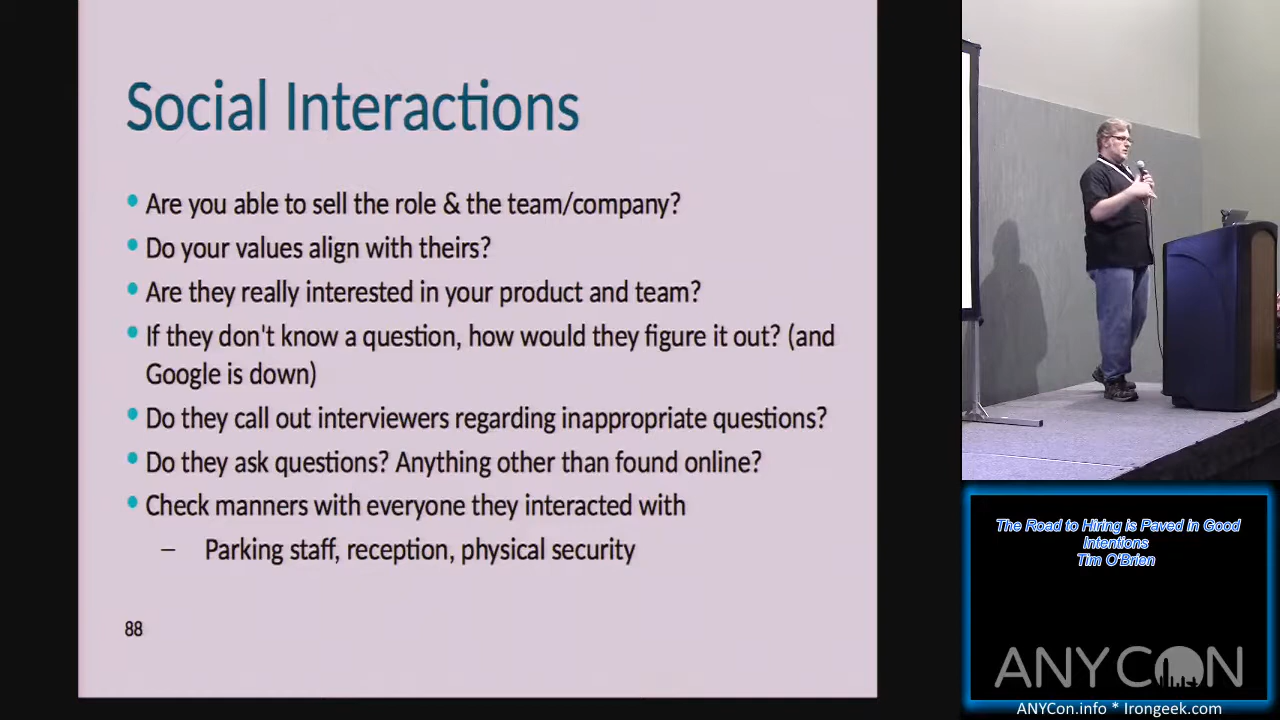 Social Interactions
Are you able to sell the role & the team/company?
Do your values align with theirs?
Are they really interested in your product and team?
If they don't know a question, how would they figure it out? (and
Google is down)
Do they call out interviewers regarding inappropriate questions?
Do they ask questions? Anything other than found online?
Check manners with everyone they interacted with
– Parking staff, reception, physical security
88
The Road to Hiring is Paved in Good
Intentions
Tim O'Brien
ANYCON
ANYCon.info * Irongeek.com